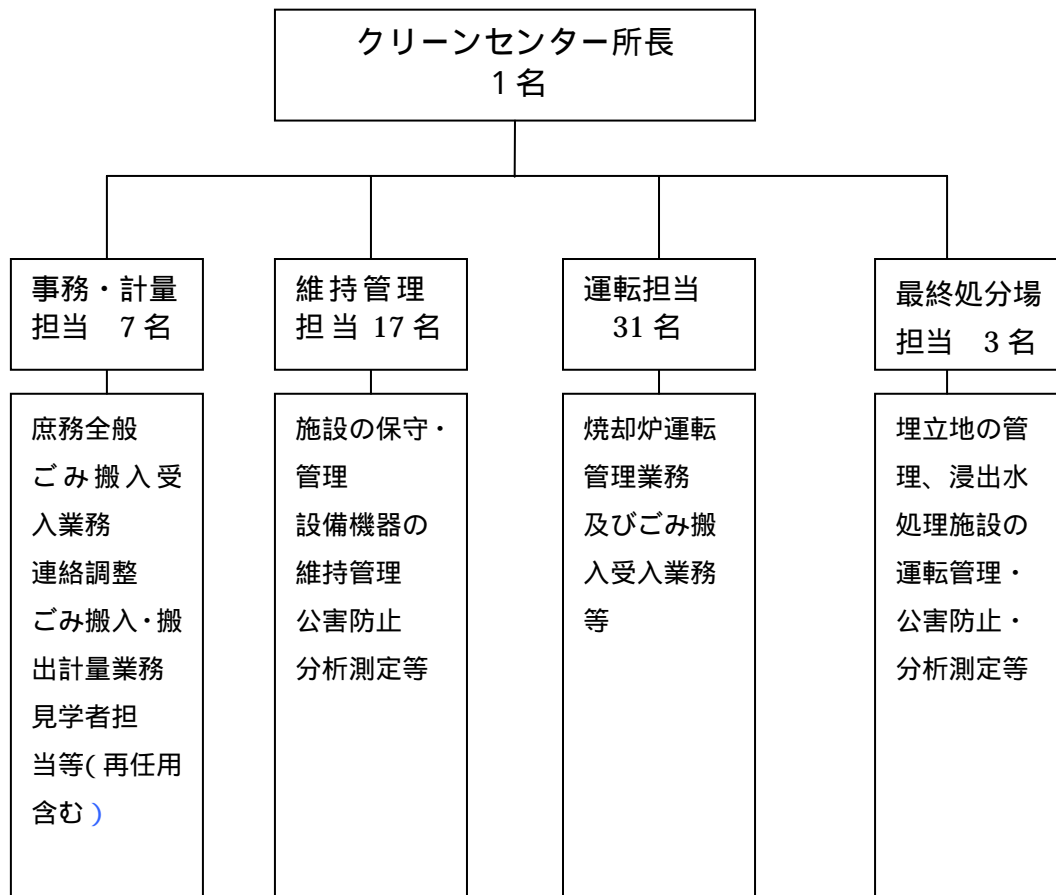 クリーンセンター所長
1名
事務・計量
担当　7名
維持管理
担当 17名
運転担当
31名
最終処分場
担当　3名
庶務全般
ごみ搬入受
入業務
連絡調整
ごみ搬入・搬
出計量業務
見学者担
当等(再任用
含む)
施設の保守・
管理
設備機器の
維持管理
公害防止
分析測定等
焼却炉運転
管理業務
及びごみ搬
入受入業務
等
埋立地の管
理、浸出水
処理施設の
運転管理・
公害防止・
分析測定等